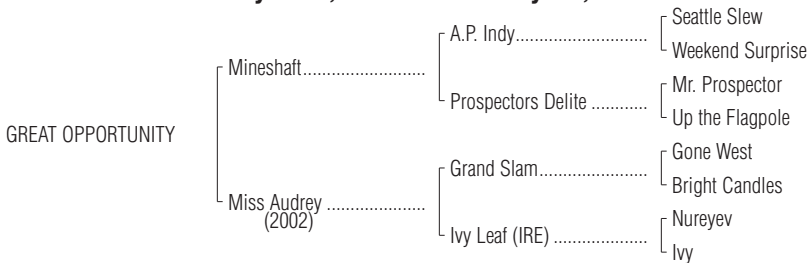 Seattle Slew
A.P. Indy..............................
Weekend Surprise
Mineshaft..........................
Mr. Prospector
Prospectors Delite ............
Up the Flagpole
GREAT OPPORTUNITY
Gone West
Grand Slam.......................
Bright Candles
Miss Audrey .....................
(2002)
Nureyev
Ivy Leaf (IRE) ....................
Ivy